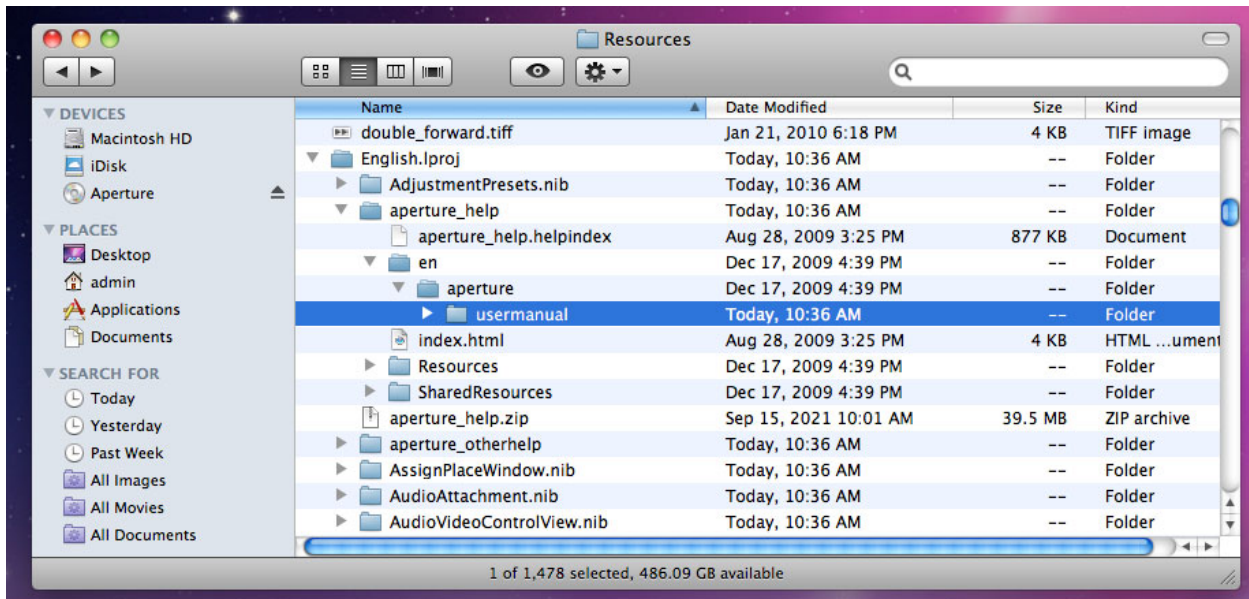 Resources
Name Date Modified Size Kind
DEVICES
Macintosh HD
iDisk
Aperture
PLACES
Desktop
admin
Applications
Documents
SEARCH FOR
Today
Yesterday
Past Week
All Images
All Movies
All Documents
double_forward.tiff Jan 21, 2010 6:18 PM 4 KB TIFF image
English.lproj Today, 10:36 AM -- Folder
AdjustmentPresets.nib Today, 10:36 AM -- Folder
aperture_help Today, 10:36 AM -- Folder
aperture_help.helpindex Aug 28, 2009 3:25 PM 877 KB Document
en Dec 17, 2009 4:39 PM -- Folder
aperture Dec 17, 2009 4:39 PM -- Folder
usermanual Today, 10:36 AM -- Folder
index.html Aug 28, 2009 3:25 PM 4 KB HTML ...ument
Resources Dec 17, 2009 4:39 PM -- Folder
SharedResources Dec 17, 2009 4:39 PM -- Folder
aperture_help.zip Sep 15, 2021 10:01 AM 39.5 MB ZIP archive
aperture_otherhelp Today, 10:36 AM -- Folder
AssignPlaceWindow.nib Today, 10:36 AM -- Folder
AudioAttachment.nib Today, 10:36 AM -- Folder
AudioVideoControlView.nib Today, 10:36 AM -- Folder
1 of 1,478 selected, 486.09 GB available